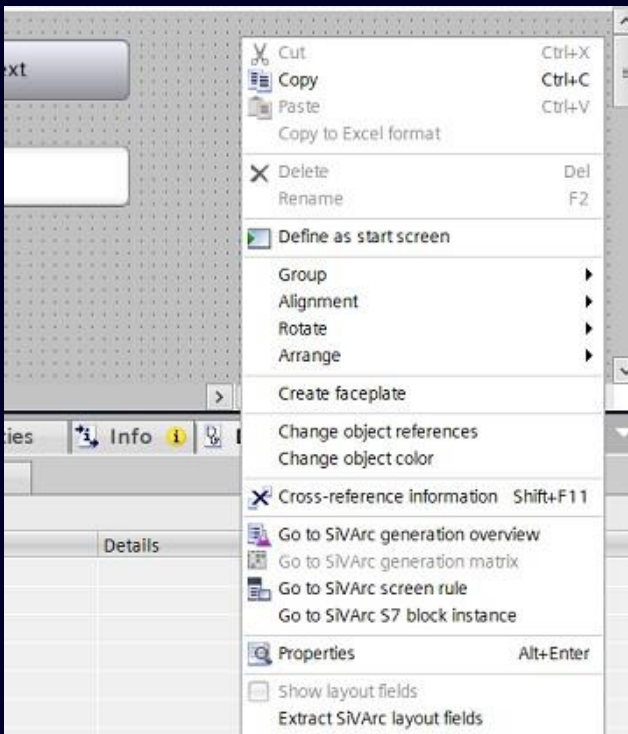 ext
Cut Ctrl+X
Copy Ctrl+C
Paste Ctrl+V
Copy to Excel format
Delete Del
Rename F2
Define as start screen
Group
Alignment
Rotate
Arrange
Create faceplate
ties Info
Change object references
Change object color
Cross-reference information Shift+F11
Details
Go to SiVArc generation overview
Go to SiVArc generation matrix
Go to SiVArc screen rule
Go to SiVArc S7 block instance
Properties Alt+Enter
Show layout fields
Extract SiVArc layout fields